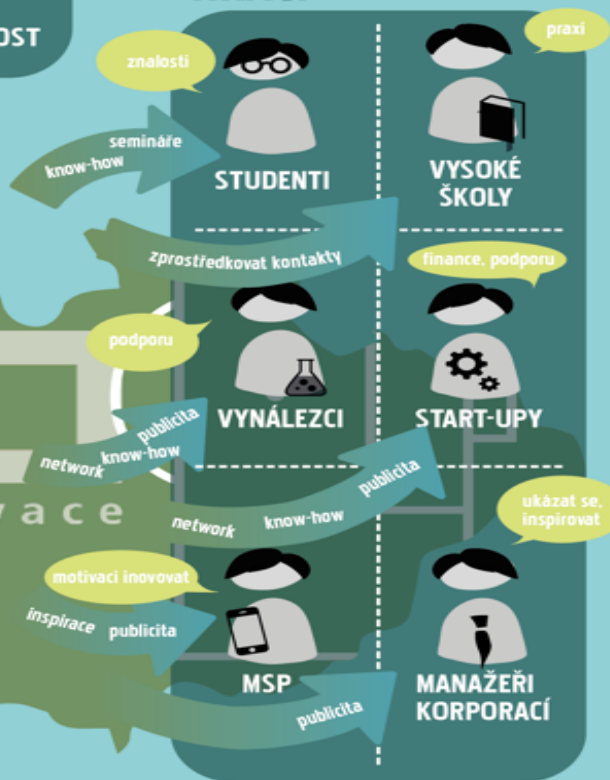 OST
znalosti
praxi
semináře
know-how
STUDENTI
VYSOKÉ
ŠKOLY
zprostředkovat kontakty
finance, podporu
podporu
VYNÁLEZCI
START-UPY
publicita
know-how
network
publicita
know-how
network
vace
ukázat se,
inspirovat
motivaci inovovat
inspirace
publicita
MSP
MANAŽEŘI
KORPORACÍ
publicita